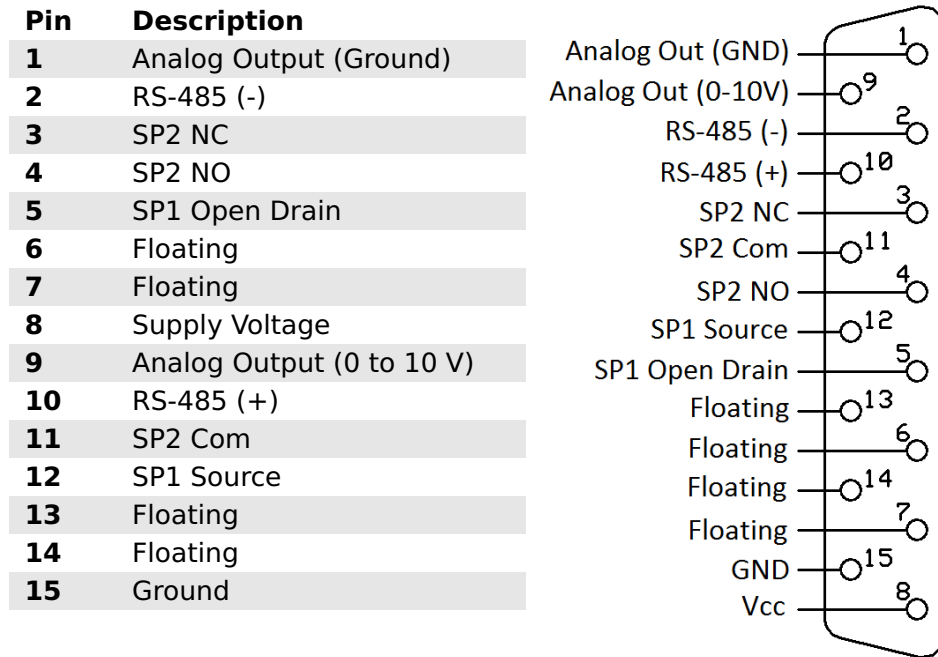 Pin Description
1 Analog Output (Ground)
2 RS-485 (-)
3 SP2 NC
4 SP2 NO
5 SP1 Open Drain
6 Floating
7 Floating
8 Supply Voltage
9 Analog Output (0 to 10 V)
10 RS-485 (+)
11 SP2 Com
12 SP1 Source
13 Floating
14 Floating
15 Ground
Analog Out (GND) 1
Analog Out (0-10V) 9
RS-485 (-) 2
RS-485 (+) 10
SP2 NC 3
SP2 Com 11
SP2 NO 4
SP1 Source 12
SP1 Open Drain 5
Floating 13
Floating 6
Floating 14
Floating 7
GND 15
Vcc 8